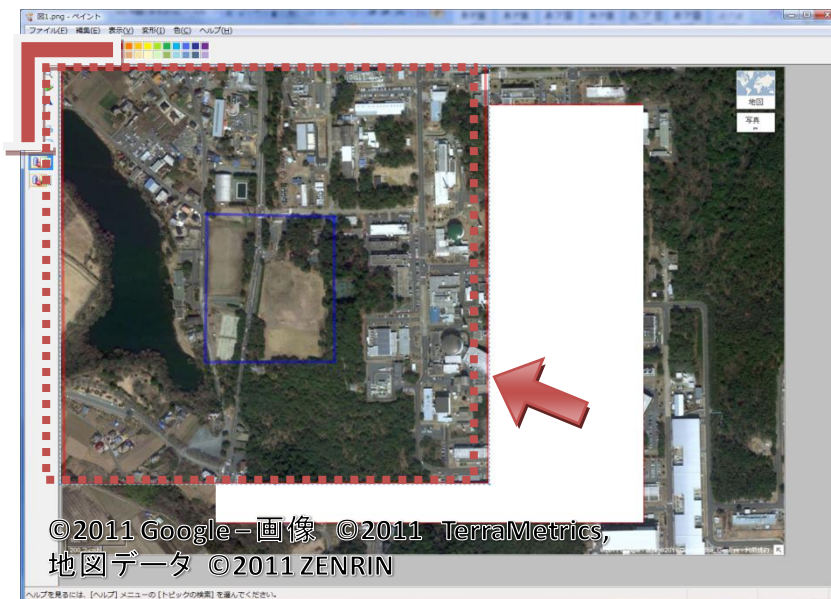 図1.png - ペイント
ファイル(F) 編集(E) 表示(V) 変形(I) 色(C) ヘルプ(H)
地図
写真
©2011 Google – 画像 ©2011 TerraMetrics,
地図データ ©2011 ZENRIN
ヘルプを見るには、[ヘルプ] メニューの [トピックの検索] を選んでください。